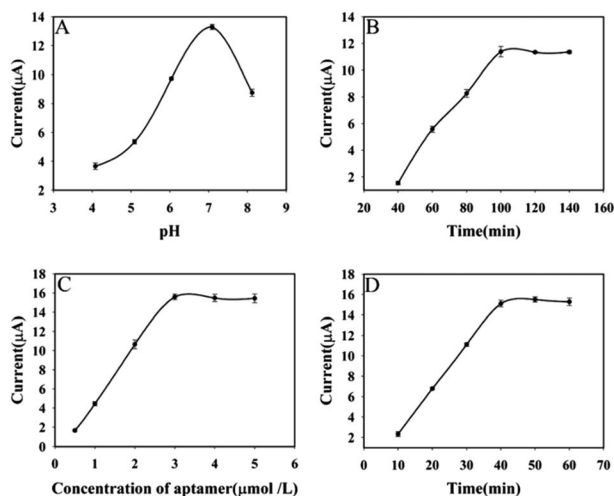 A
Current(μA)
14
12
10
8
6
4
2
3 4 5 6 7 8 9
pH
B
Current(μA)
14
12
10
8
6
4
2
20 40 60 80 100 120 140 160
Time(min)
C
Current(μA)
18
16
14
12
10
8
6
4
2
0
0 1 2 3 4 5 6
Concentration of aptamer(μmol /L)
D
Current(μA)
18
16
14
12
10
8
6
4
2
0 10 20 30 40 50 60 70
Time(min)